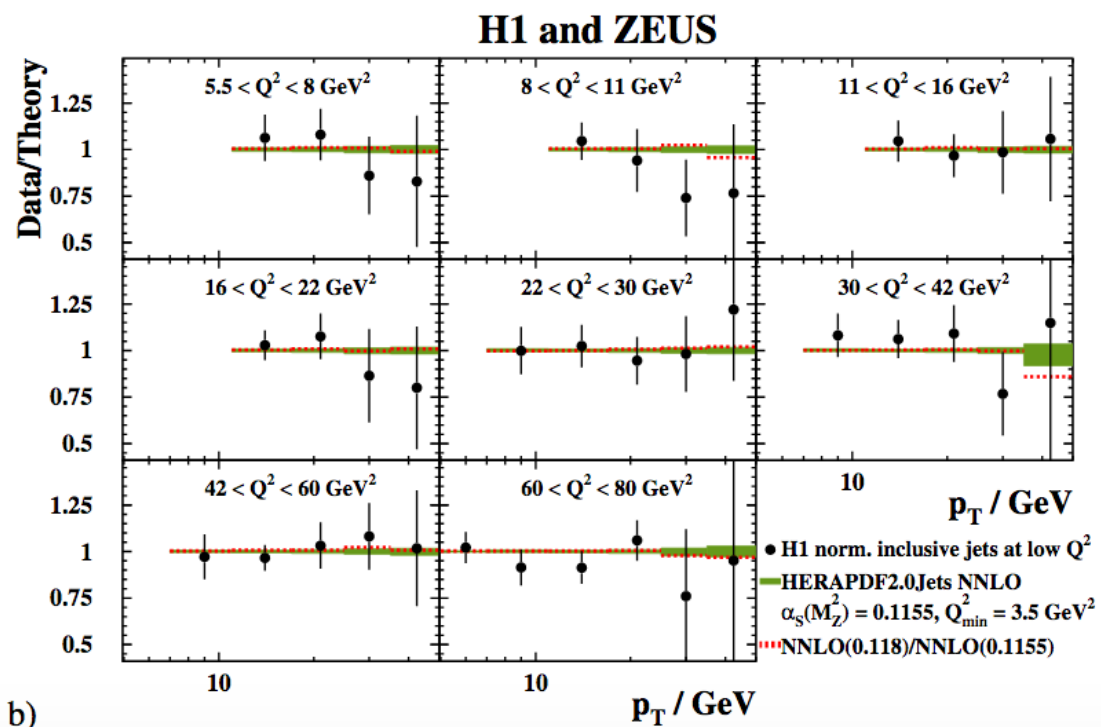 H1 and ZEUS
Data/Theory
5.5 < Q² < 8 GeV²
8 < Q² < 11 GeV²
11 < Q² < 16 GeV²
1.25
1
0.75
0.5
16 < Q² < 22 GeV²
22 < Q² < 30 GeV²
30 < Q² < 42 GeV²
1.25
1
0.75
0.5
42 < Q² < 60 GeV²
60 < Q² < 80 GeV²
10
p_T / GeV
1.25
1
0.75
0.5
H1 norm. inclusive jets at low Q²
HERAPDF2.0Jets NNLO
α_S(M_Z²) = 0.1155, Q²_min = 3.5 GeV²
NNLO(0.118)/NNLO(0.1155)
10 10
p_T / GeV
b)